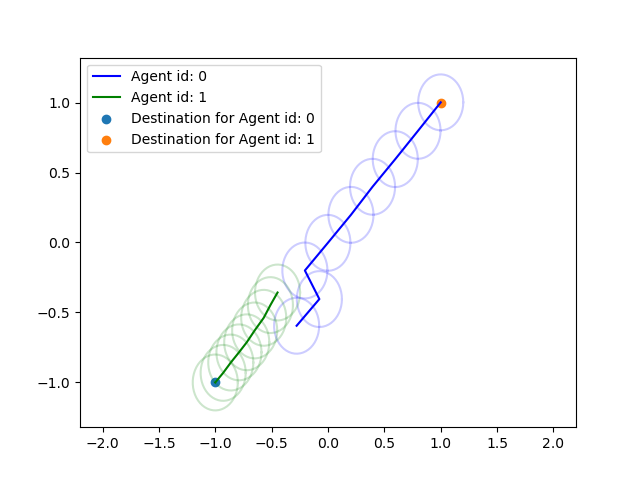 Agent id: 0
Agent id: 1
Destination for Agent id: 0
Destination for Agent id: 1
1.0
0.5
0.0
−0.5
−1.0
−2.0 −1.5 −1.0 −0.5 0.0 0.5 1.0 1.5 2.0